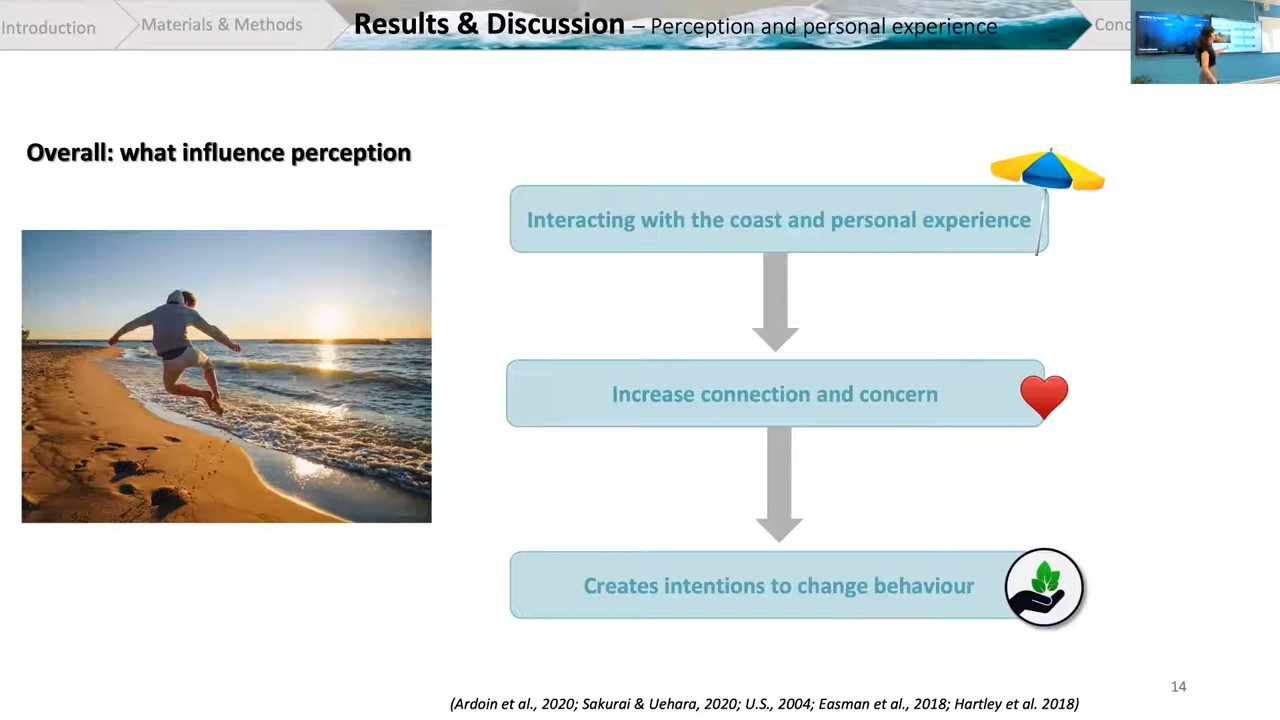 Introduction
Materials & Methods
Results & Discussion – Perception and personal experience
Conc
Overall: what influence perception
Interacting with the coast and personal experience
Increase connection and concern
Creates intentions to change behaviour
14
(Ardoin et al., 2020; Sakurai & Uehara, 2020; U.S., 2004; Easman et al., 2018; Hartley et al. 2018)